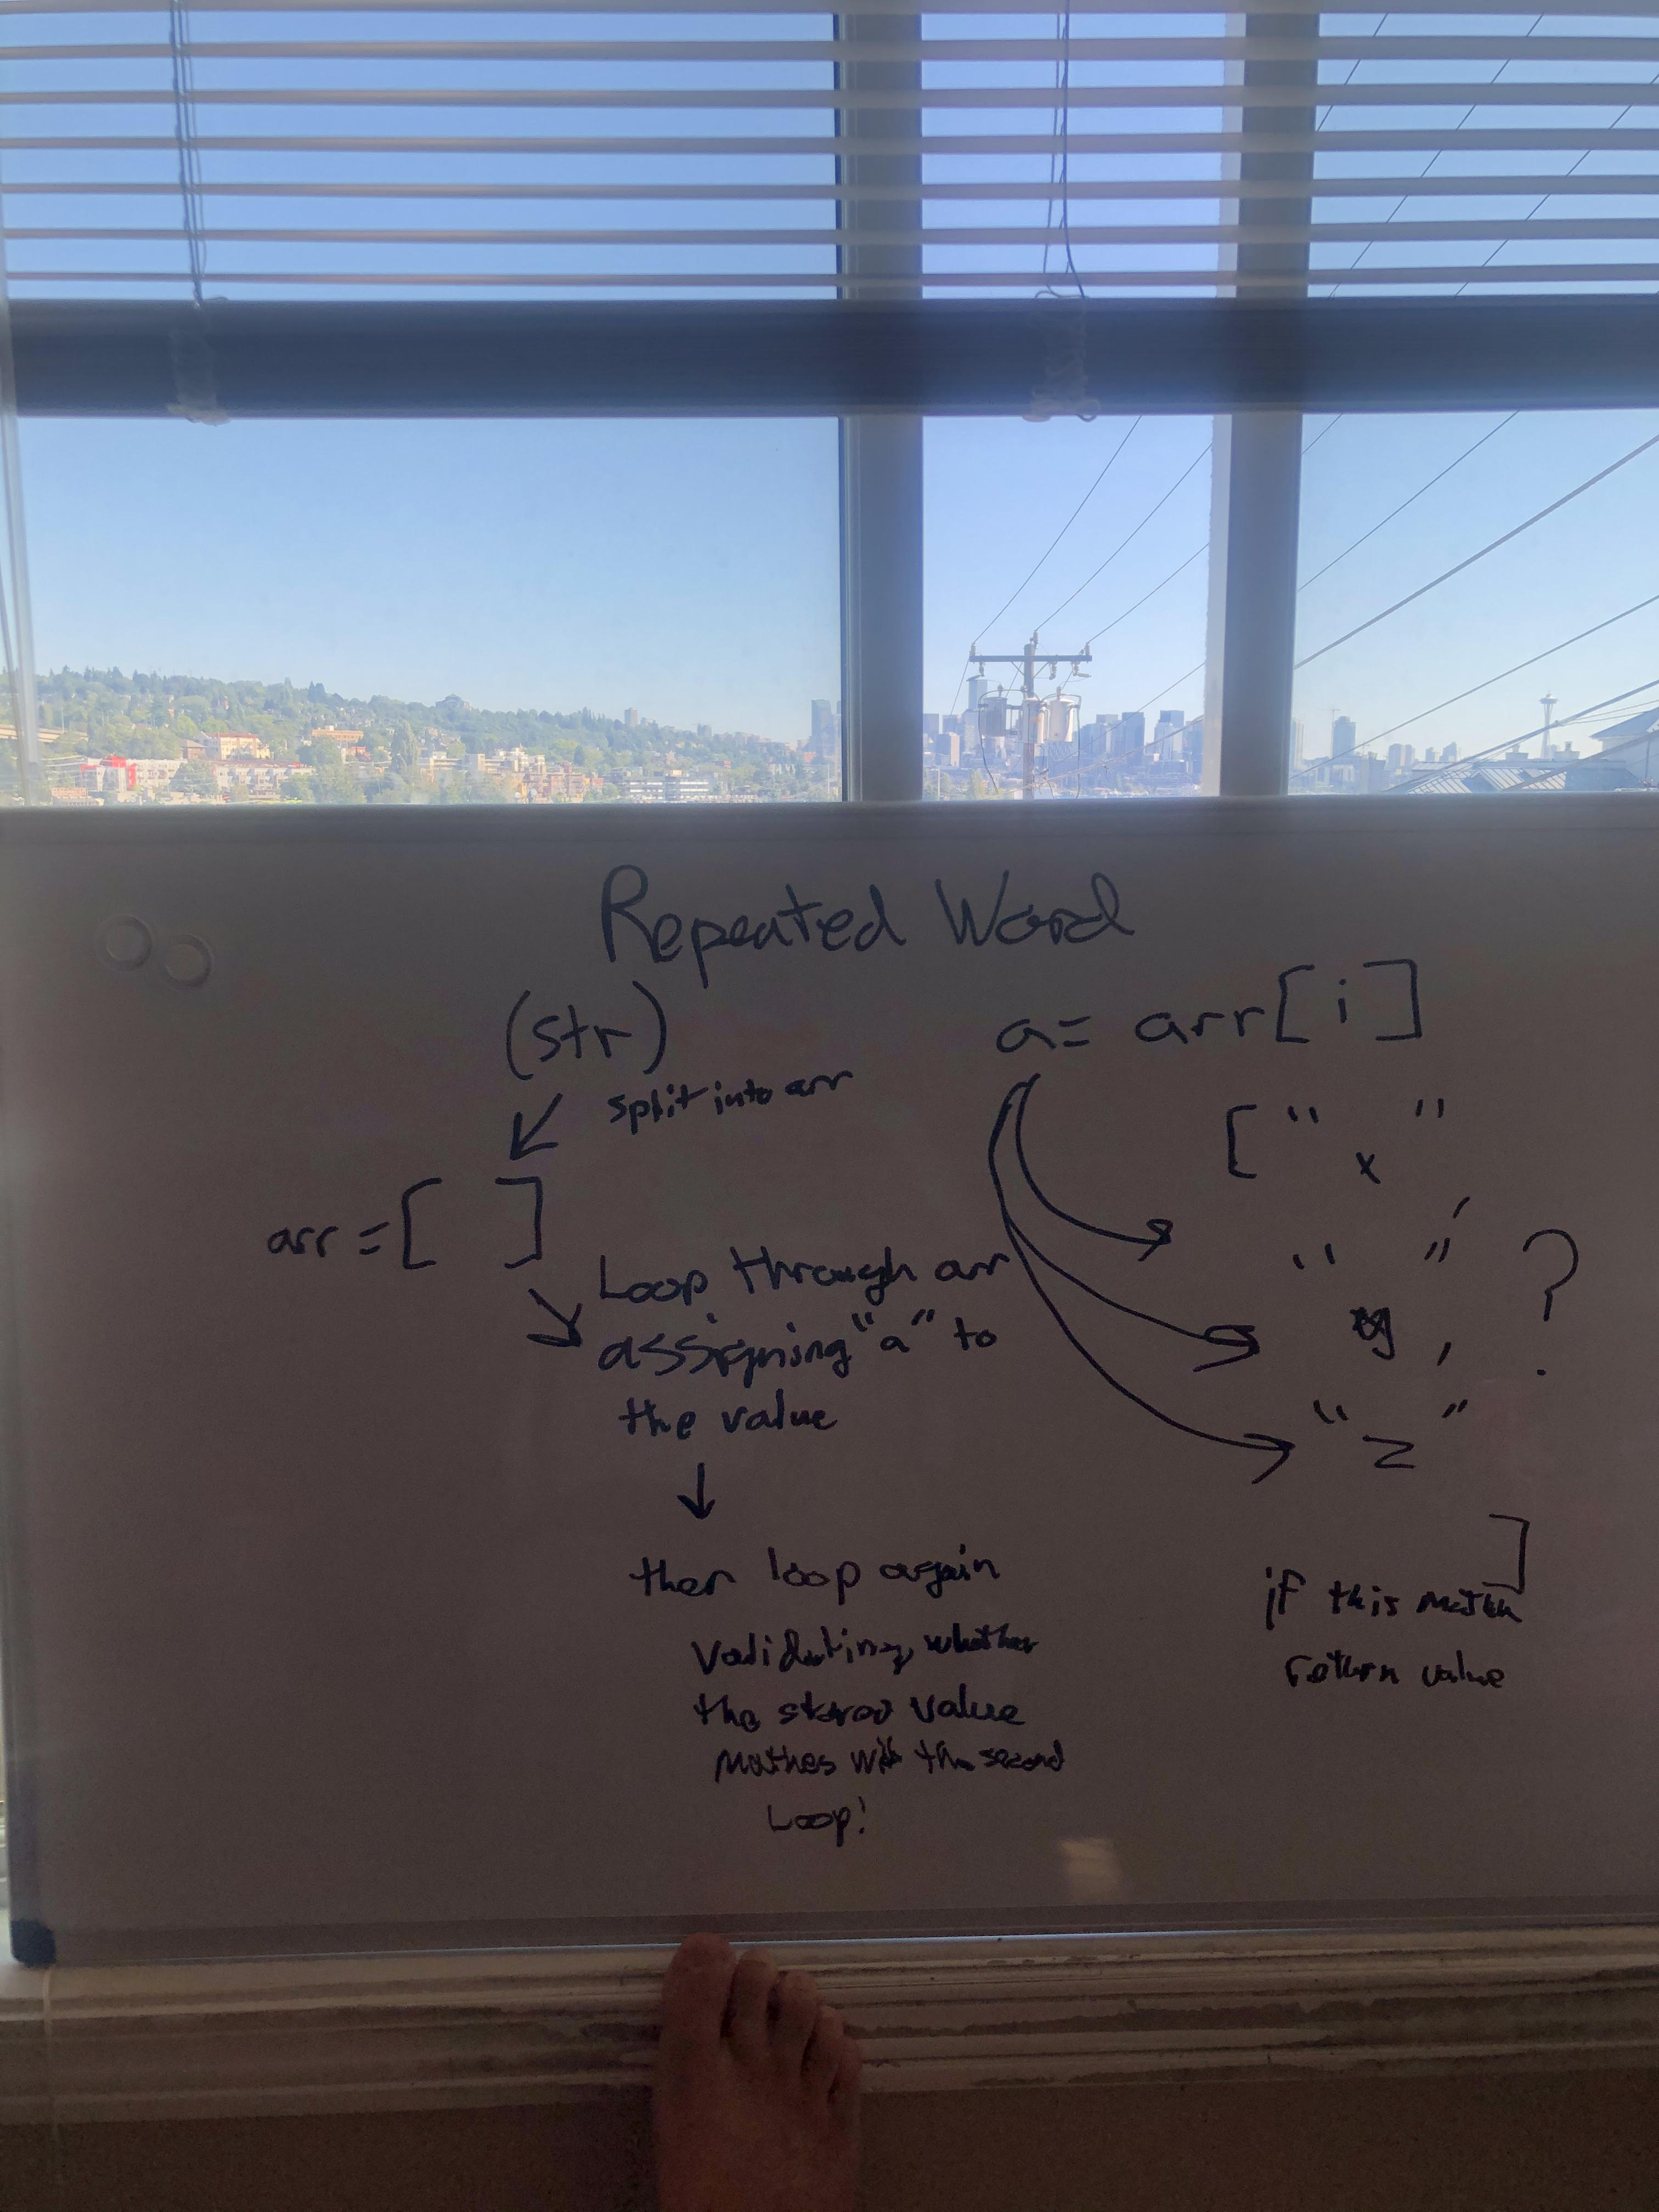 Repeated Word
(str)
split into arr
arr = [ ]
Loop through arr
assigning "a" to
the value
then loop again
Validating whether
the stored value
mathes with the second
Loop!
a = arr[i]
[ " x "
,
" y " ,
?
" z "
]
if this match
return value